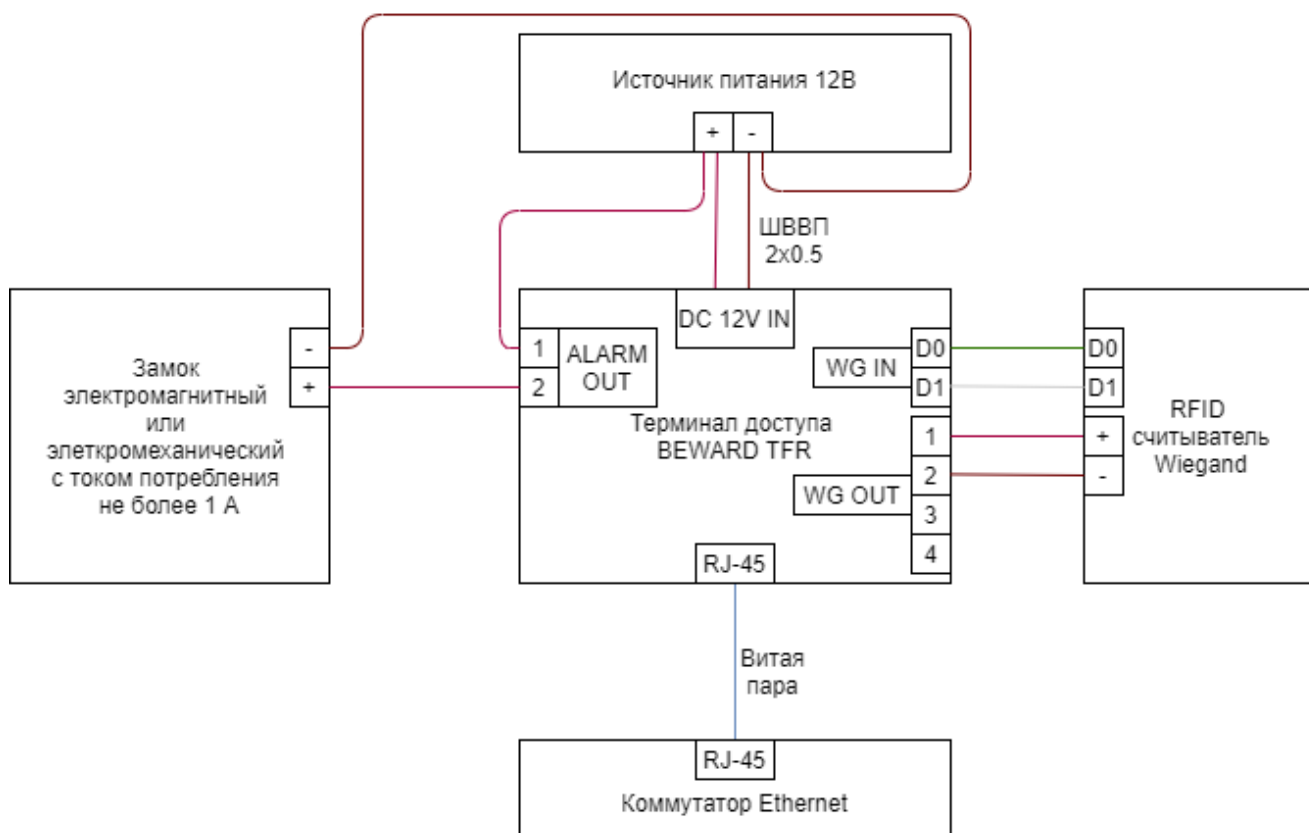 Источник питания 12В
+
-
ШВВП
2x0.5
Замок
электромагнитный
или
элеткромеханический
с током потребления
не более 1 А
-
+
1
2
ALARM
OUT
DC 12V IN
WG IN
D0
D1
Терминал доступа
BEWARD TFR
WG OUT
1
2
3
4
RJ-45
D0
D1
+
-
RFID
считыватель
Wiegand
Витая
пара
RJ-45
Коммутатор Ethernet